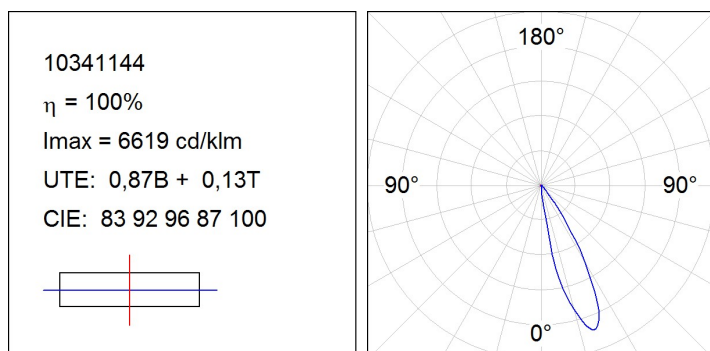 10341144
η = 100%
Imax = 6619 cd/klm
UTE: 0,87B + 0,13T
CIE: 83 92 96 87 100
180°
90° 90°
0°